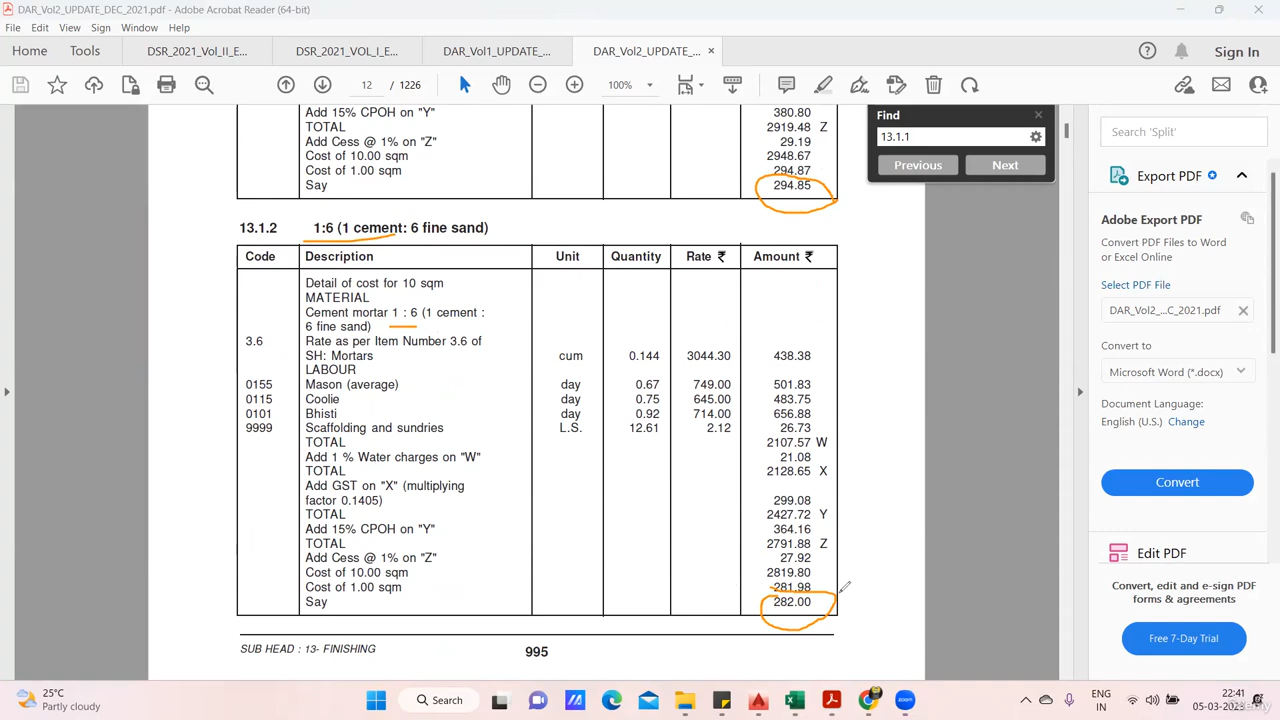 DAR_Vol2_UPDATE_DEC_2021.pdf - Adobe Acrobat Reader (64-bit)
File Edit View Sign Window Help
Home Tools DSR_2021_Vol_II_E... DSR_2021_VOL_I_E... DAR_Vol1_UPDATE_... DAR_Vol2_UPDATE_... × Sign In
12 / 1226 100%
Add 15% CPOH on "Y" 380.80
TOTAL 2919.48 Z
Add Cess @ 1% on "Z" 29.19
Cost of 10.00 sqm 2948.67
Cost of 1.00 sqm 294.87
Say 294.85
13.1.2 1:6 (1 cement: 6 fine sand)
Code Description Unit Quantity Rate ₹ Amount ₹
Detail of cost for 10 sqm
MATERIAL
Cement mortar 1 : 6 (1 cement :
6 fine sand)
3.6 Rate as per Item Number 3.6 of
SH: Mortars cum 0.144 3044.30 438.38
LABOUR
0155 Mason (average) day 0.67 749.00 501.83
0115 Coolie day 0.75 645.00 483.75
0101 Bhisti day 0.92 714.00 656.88
9999 Scaffolding and sundries L.S. 12.61 2.12 26.73
TOTAL 2107.57 W
Add 1 % Water charges on "W" 21.08
TOTAL 2128.65 X
Add GST on "X" (multiplying
factor 0.1405) 299.08
TOTAL 2427.72 Y
Add 15% CPOH on "Y" 364.16
TOTAL 2791.88 Z
Add Cess @ 1% on "Z" 27.92
Cost of 10.00 sqm 2819.80
Cost of 1.00 sqm 281.98
Say 282.00
SUB HEAD : 13- FINISHING 995
Find
13.1.1
Previous Next
Search 'Split'
Export PDF
Adobe Export PDF
Convert PDF Files to Word
or Excel Online
Select PDF File
DAR_Vol2_...C_2021.pdf
Convert to
Microsoft Word (*.docx)
Document Language:
English (U.S.) Change
Convert
Edit PDF
Convert, edit and e-sign PDF
forms & agreements
Free 7-Day Trial
25°C
Partly cloudy
Search
ENG
IN
22:41
05-03-2023